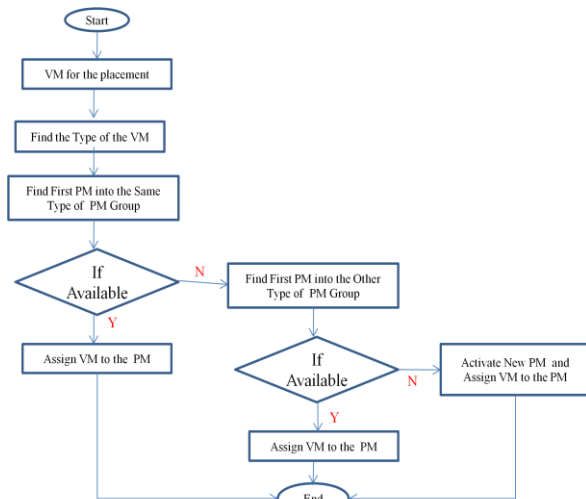 Start
VM for the placement
Find the Type of the VM
Find First PM into the Same
Type of PM Group
If
Available
N
Y
Find First PM into the Other
Type of PM Group
Assign VM to the PM
If
Available
N
Y
Activate New PM and
Assign VM to the PM
Assign VM to the PM
End